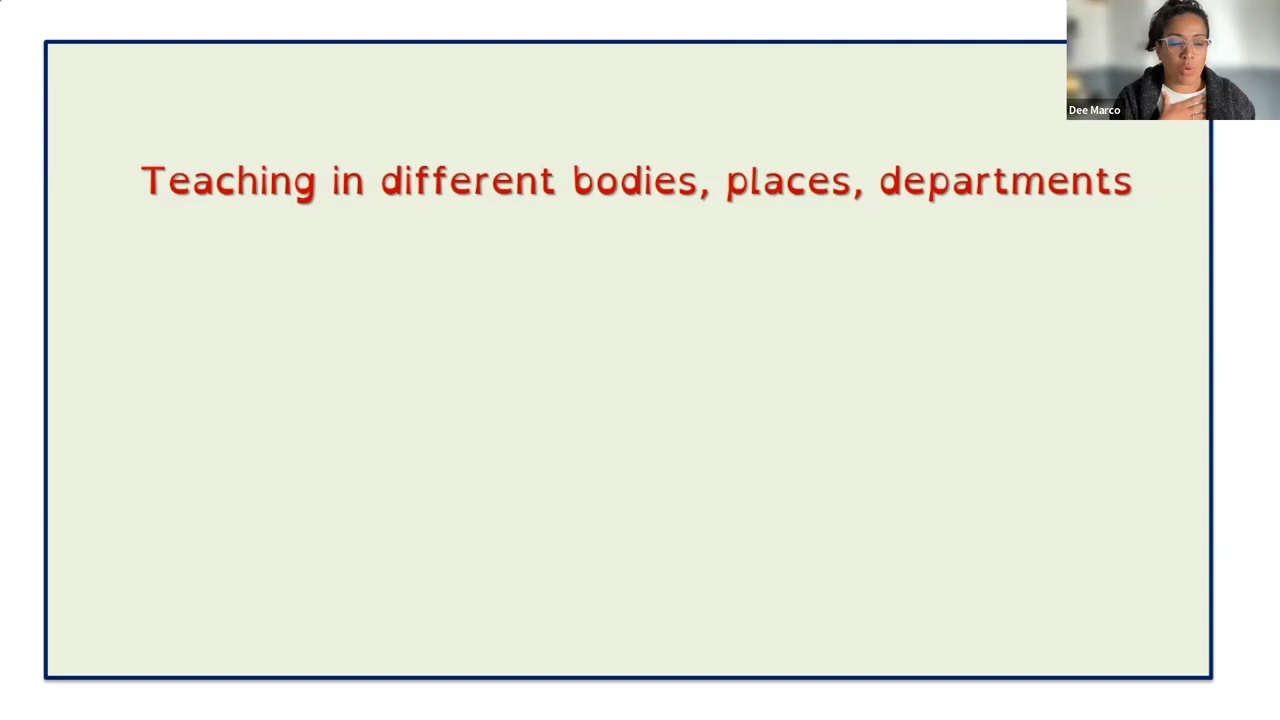 Dee Marco
Teaching in different bodies, places, departments